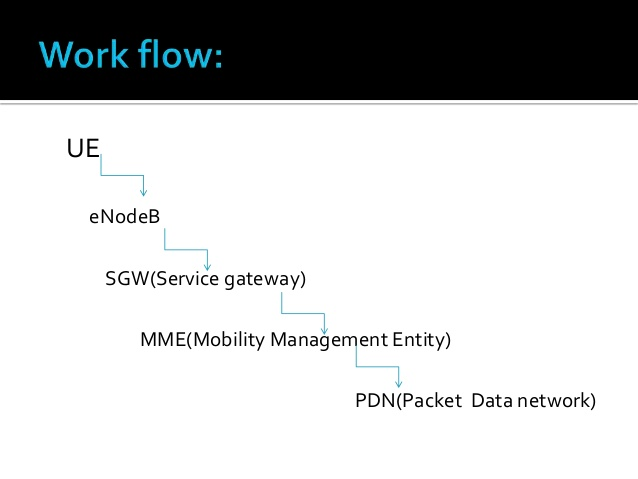 Work flow:
UE
eNodeB
SGW(Service gateway)
MME(Mobility Management Entity)
PDN(Packet Data network)